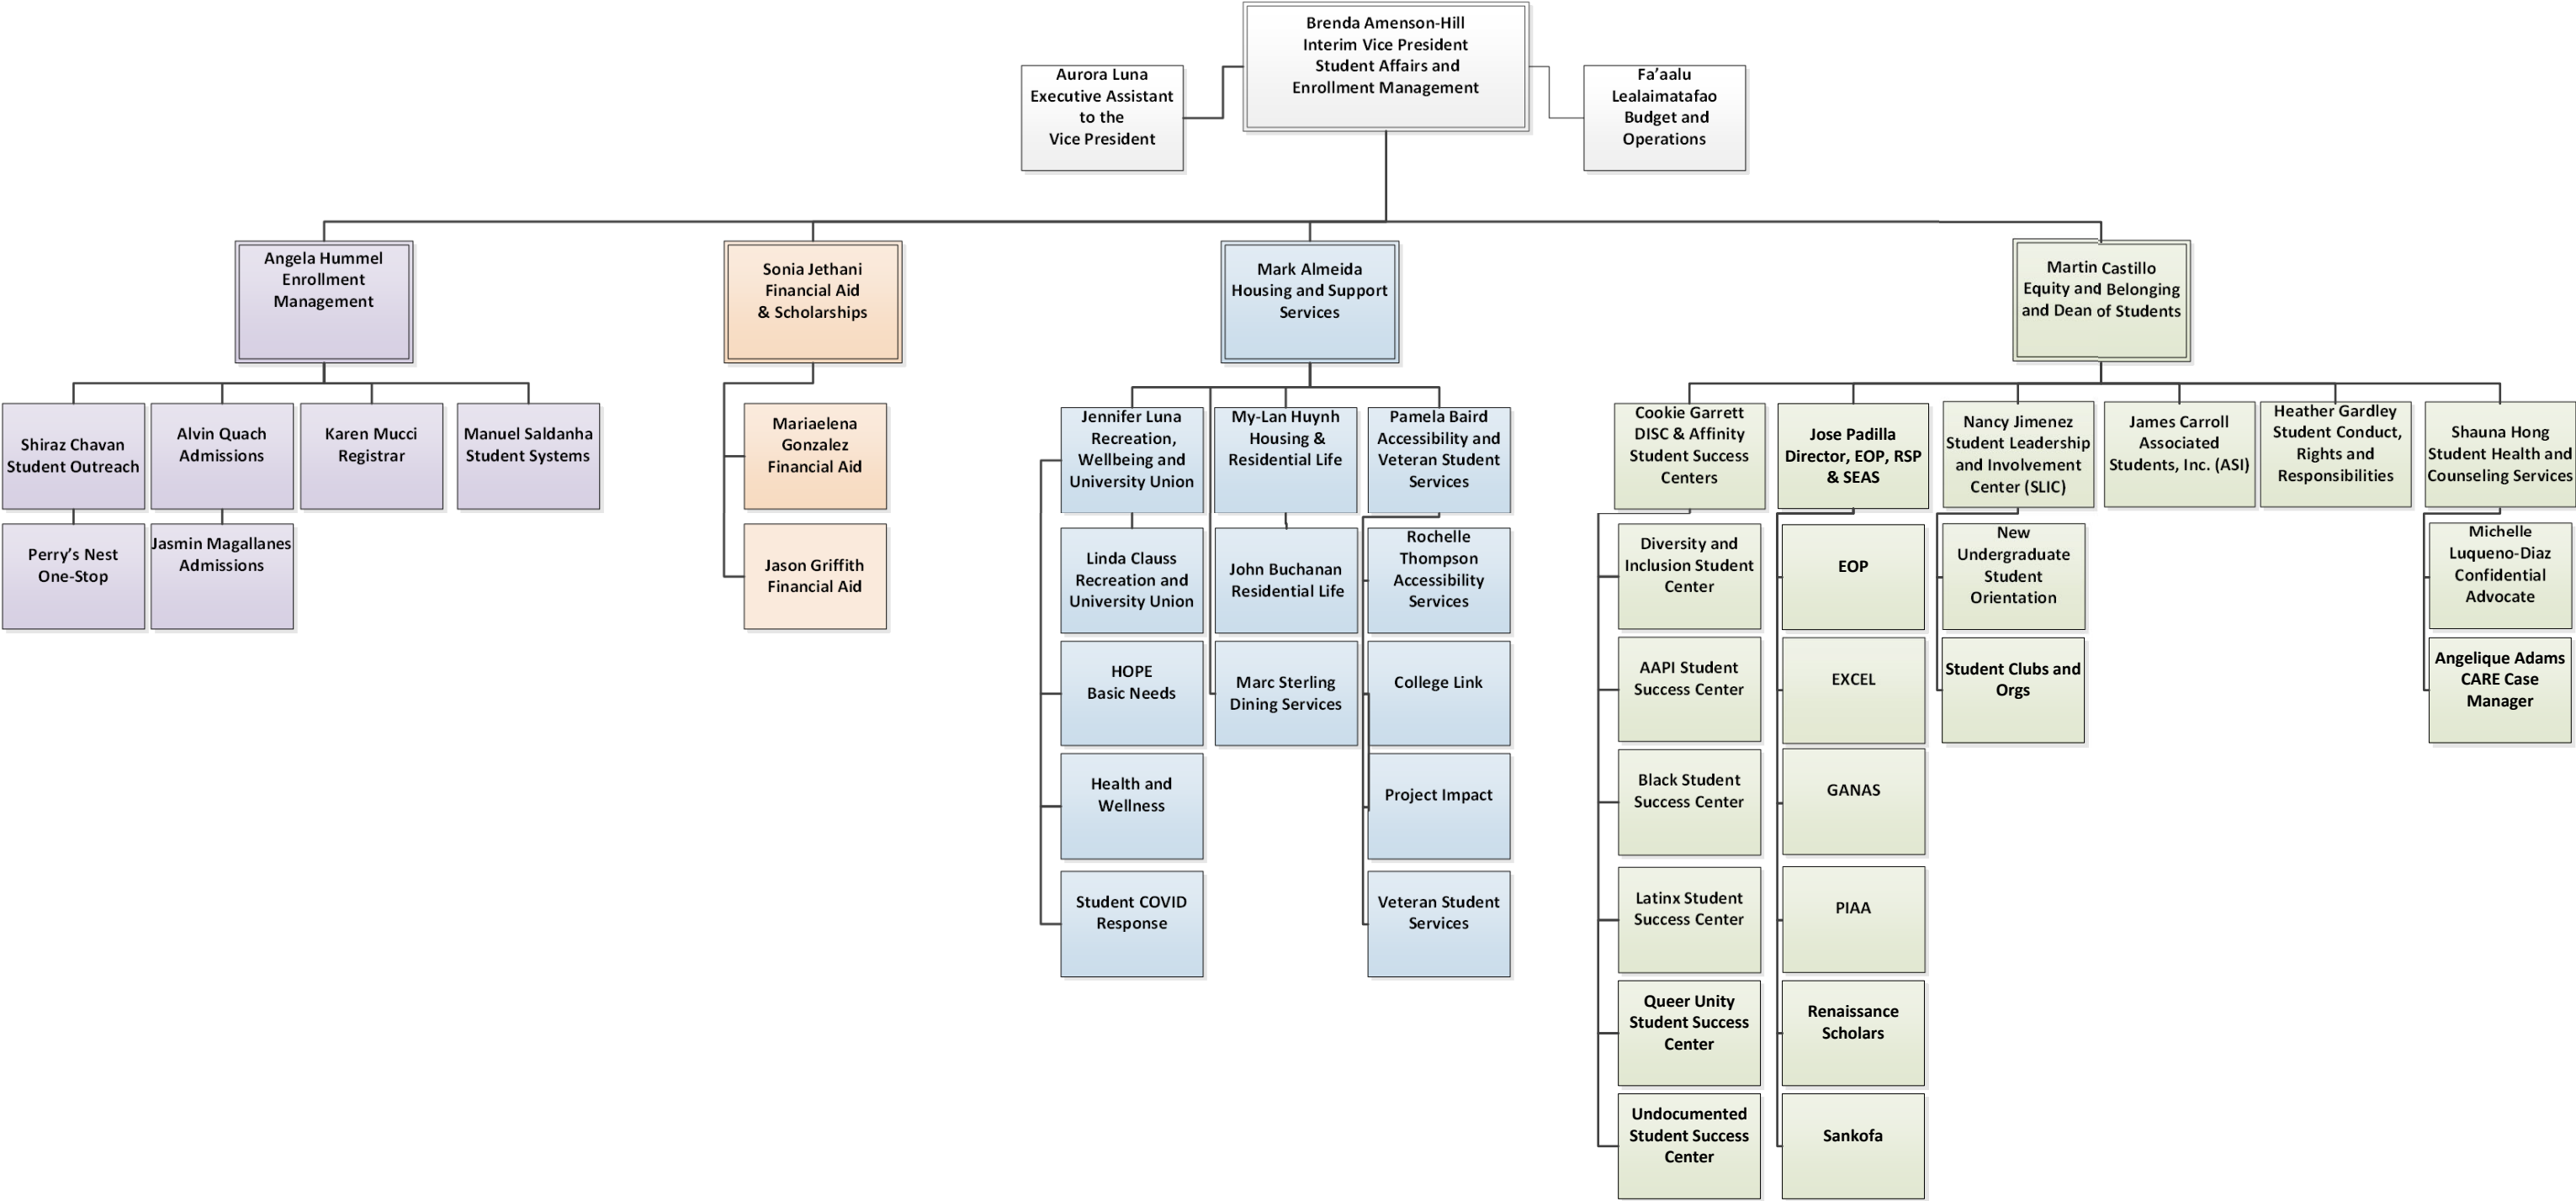 Brenda Amenson-Hill
Interim Vice President
Student Affairs and
Enrollment Management
Aurora Luna
Executive Assistant
to the
Vice President
Fa’aalu
Lealaimatafao
Budget and
Operations
Angela Hummel
Enrollment
Management
Sonia Jethani
Financial Aid
& Scholarships
Mark Almeida
Housing and Support
Services
Martin Castillo
Equity and Belonging
and Dean of Students
Shiraz Chavan
Student Outreach
Alvin Quach
Admissions
Karen Mucci
Registrar
Manuel Saldanha
Student Systems
Perry’s Nest
One-Stop
Jasmin Magallanes
Admissions
Mariaelena
Gonzalez
Financial Aid
Jason Griffith
Financial Aid
Jennifer Luna
Recreation,
Wellbeing and
University Union
My-Lan Huynh
Housing &
Residential Life
Pamela Baird
Accessibility and
Veteran Student
Services
Linda Clauss
Recreation and
University Union
John Buchanan
Residential Life
Rochelle
Thompson
Accessibility
Services
HOPE
Basic Needs
Marc Sterling
Dining Services
College Link
Health and
Wellness
Project Impact
Student COVID
Response
Veteran Student
Services
Cookie Garrett
DISC & Affinity
Student Success
Centers
Jose Padilla
Director, EOP, RSP
& SEAS
Nancy Jimenez
Student Leadership
and Involvement
Center (SLIC)
James Carroll
Associated
Students, Inc. (ASI)
Heather Gardley
Student Conduct,
Rights and
Responsibilities
Shauna Hong
Student Health and
Counseling Services
Diversity and
Inclusion Student
Center
EOP
New
Undergraduate
Student
Orientation
Michelle
Luqueno-Diaz
Confidential
Advocate
AAPI Student
Success Center
EXCEL
Student Clubs and
Orgs
Angelique Adams
CARE Case
Manager
Black Student
Success Center
GANAS
Latinx Student
Success Center
PIAA
Queer Unity
Student Success
Center
Renaissance
Scholars
Undocumented
Student Success
Center
Sankofa